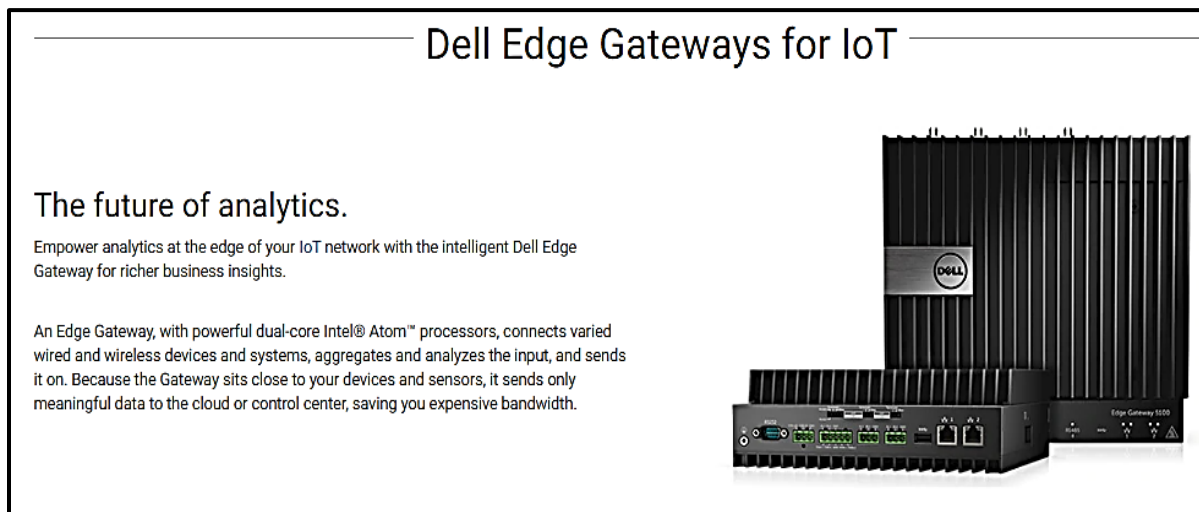 Dell Edge Gateways for IoT
The future of analytics.
Empower analytics at the edge of your IoT network with the intelligent Dell Edge
Gateway for richer business insights.
An Edge Gateway, with powerful dual-core Intel® Atom™ processors, connects varied
wired and wireless devices and systems, aggregates and analyzes the input, and sends
it on. Because the Gateway sits close to your devices and sensors, it sends only
meaningful data to the cloud or control center, saving you expensive bandwidth.
DELL
Edge Gateway 5100
RS232
1
2
RS485